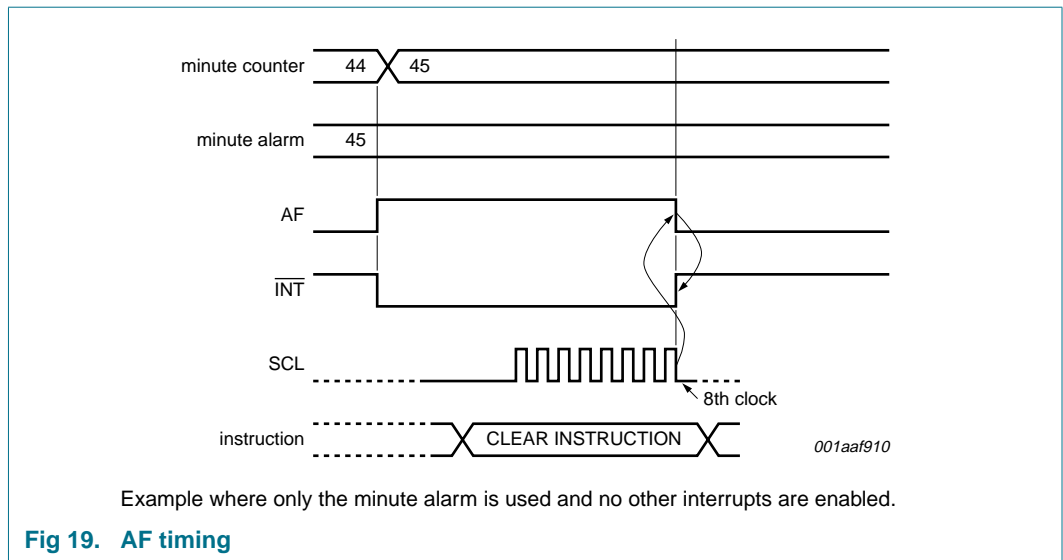 minute counter 44 45
minute alarm 45
AF
INT
SCL
8th clock
instruction CLEAR INSTRUCTION
001aaf910
Example where only the minute alarm is used and no other interrupts are enabled.
Fig 19. AF timing